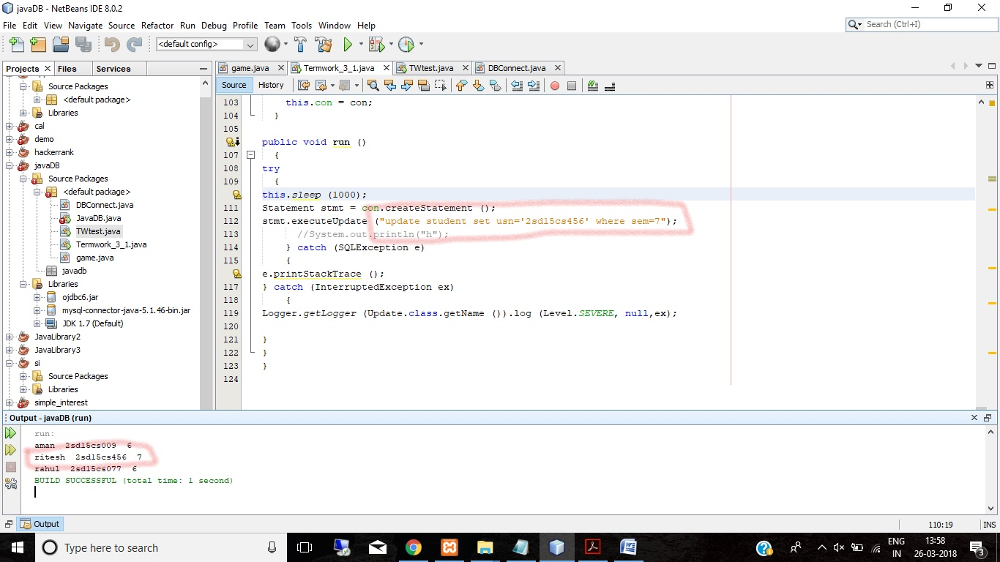 javaDB - NetBeans IDE 8.0.2
File Edit View Navigate Source Refactor Run Debug Profile Team Tools Window Help
Search (Ctrl+I)
<default config>
Projects Files Services
game.java Termwork_3_1.java TWtest.java DBConnect.java
Source History
Source Packages
<default package>
Libraries
cal
demo
hackerrank
javaDB
Source Packages
<default package>
DBConnect.java
JavaDB.java
TWtest.java
Termwork_3_1.java
game.java
javadb
Libraries
ojdbc6.jar
mysql-connector-java-5.1.46-bin.jar
JDK 1.7 (Default)
JavaLibrary2
JavaLibrary3
si
Source Packages
Libraries
simple_interest
103 this.con = con;
104 }
105
public void run ()
107 {
108 try
109 {
this.sleep (1000);
111 Statement stmt = con.createStatement ();
112 stmt.executeUpdate ("update student set usn='2sd15cs456' where sem=7");
113 //System.out.println("h");
114 } catch (SQLException e)
115 {
e.printStackTrace ();
117 } catch (InterruptedException ex)
118 {
119 Logger.getLogger (Update.class.getName ()).log (Level.SEVERE, null,ex);
120
121 }
122 }
123 }
124
Output - javaDB (run)
run:
aman 2sd15cs009 6
ritesh 2sd15cs456 7
rahul 2sd15cs077 6
BUILD SUCCESSFUL (total time: 1 second)
Output
110:19 INS
Type here to search
ENG
IN
13:58
26-03-2018
3